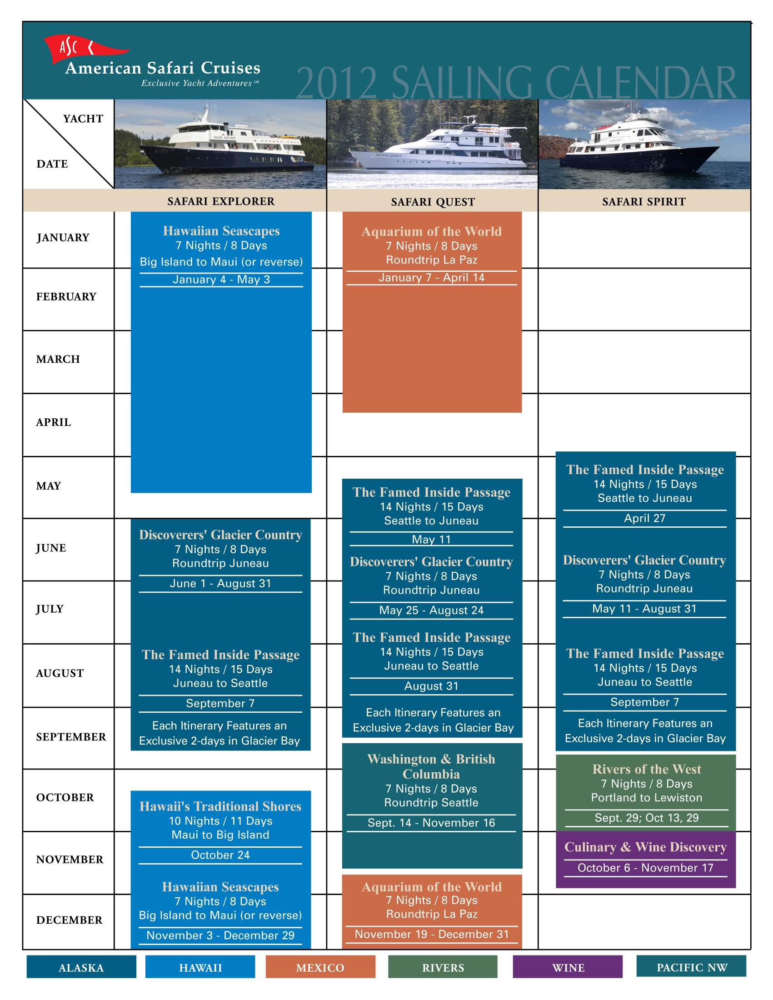 ASC
American Safari Cruises
Exclusive Yacht Adventures℠
2012 SAILING CALENDAR
YACHT
DATE
SAFARI EXPLORER
SAFARI QUEST
SAFARI EXPLORER
SAFARI QUEST
SAFARI SPIRIT
JANUARY
FEBRUARY
MARCH
APRIL
MAY
JUNE
JULY
AUGUST
SEPTEMBER
OCTOBER
NOVEMBER
DECEMBER
Hawaiian Seascapes
7 Nights / 8 Days
Big Island to Maui (or reverse)
January 4 - May 3
Discoverers' Glacier Country
7 Nights / 8 Days
Roundtrip Juneau
June 1 - August 31
The Famed Inside Passage
14 Nights / 15 Days
Juneau to Seattle
September 7
Each Itinerary Features an
Exclusive 2-days in Glacier Bay
Hawaii's Traditional Shores
10 Nights / 11 Days
Maui to Big Island
October 24
Hawaiian Seascapes
7 Nights / 8 Days
Big Island to Maui (or reverse)
November 3 - December 29
Aquarium of the World
7 Nights / 8 Days
Roundtrip La Paz
January 7 - April 14
The Famed Inside Passage
14 Nights / 15 Days
Seattle to Juneau
May 11
Discoverers' Glacier Country
7 Nights / 8 Days
Roundtrip Juneau
May 25 - August 24
The Famed Inside Passage
14 Nights / 15 Days
Juneau to Seattle
August 31
Each Itinerary Features an
Exclusive 2-days in Glacier Bay
Washington & British
Columbia
7 Nights / 8 Days
Roundtrip Seattle
Sept. 14 - November 16
Aquarium of the World
7 Nights / 8 Days
Roundtrip La Paz
November 19 - December 31
The Famed Inside Passage
14 Nights / 15 Days
Seattle to Juneau
April 27
Discoverers' Glacier Country
7 Nights / 8 Days
Roundtrip Juneau
May 11 - August 31
The Famed Inside Passage
14 Nights / 15 Days
Juneau to Seattle
September 7
Each Itinerary Features an
Exclusive 2-days in Glacier Bay
Rivers of the West
7 Nights / 8 Days
Portland to Lewiston
Sept. 29; Oct 13, 29
Culinary & Wine Discovery
October 6 - November 17
ALASKA
HAWAII
MEXICO
RIVERS
WINE
PACIFIC NW